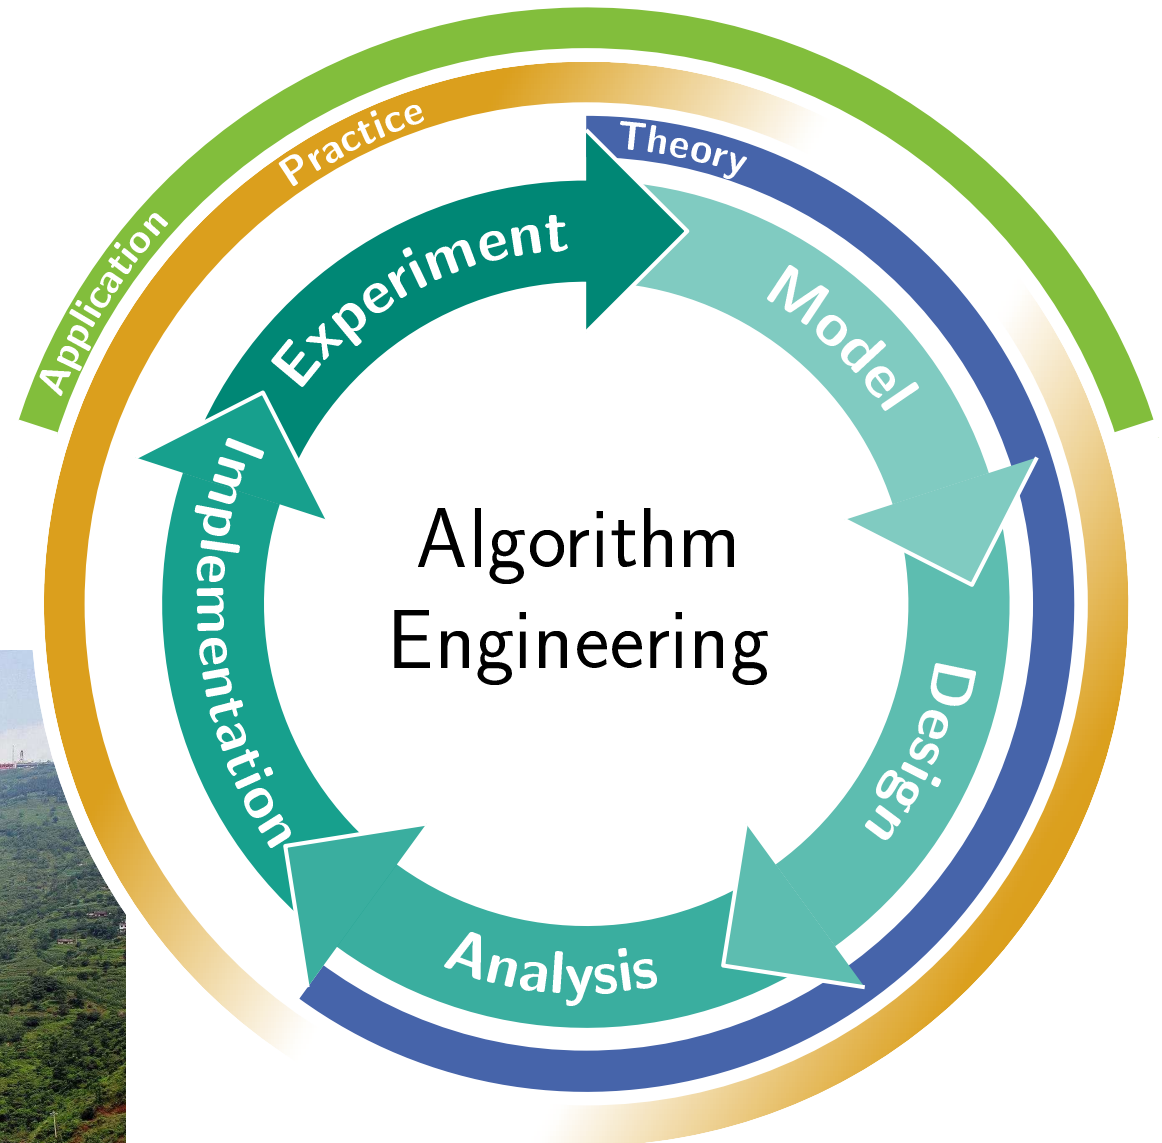 Application
Practice
Theory
Experiment
Model
Design
Analysis
Implementation
Algorithm
Engineering